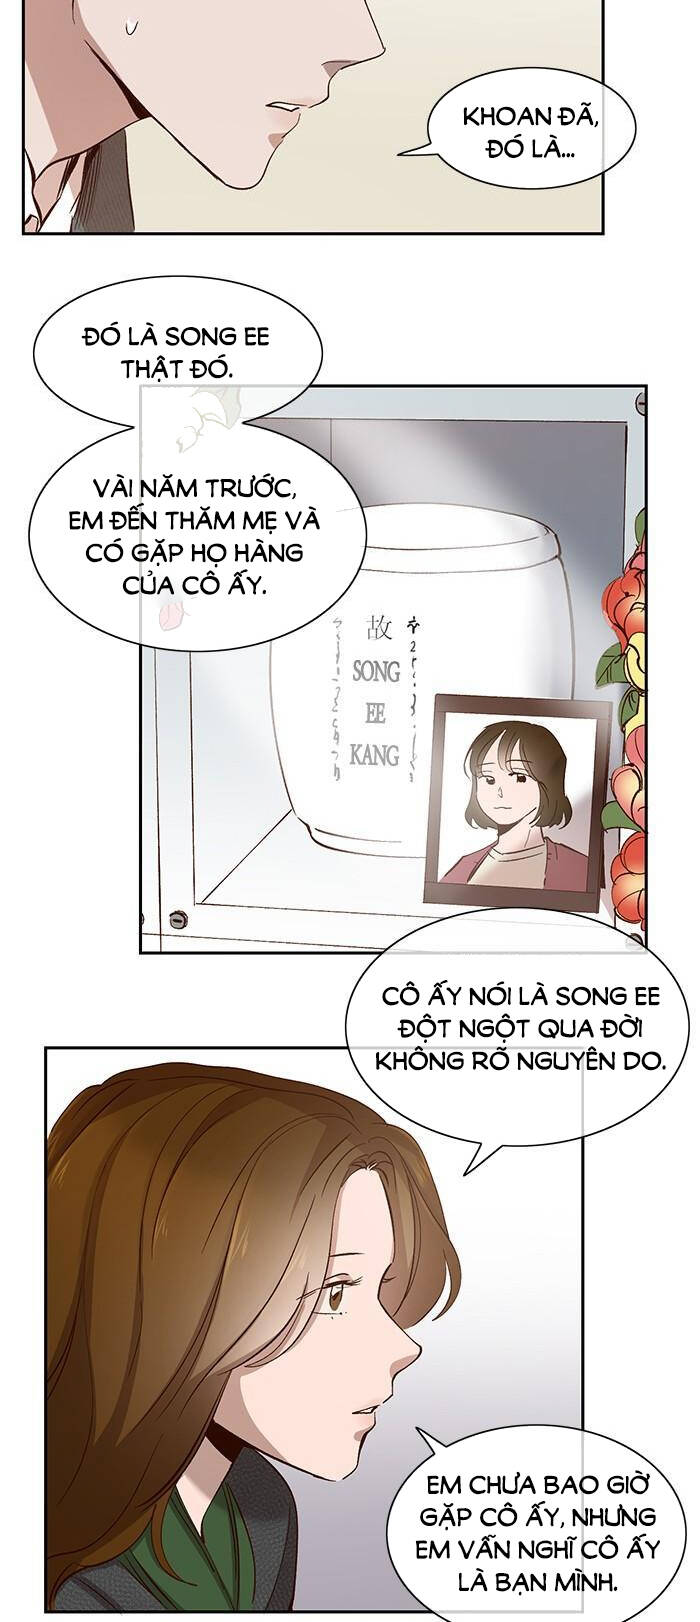 KHOAN ĐÃ,
ĐÓ LÀ...
ĐÓ LÀ SONG EE
THẬT ĐÓ.
VÀI NĂM TRƯỚC,
EM ĐẾN THĂM MẸ VÀ
CÓ GẶP HỌ HÀNG
CỦA CÔ ẤY.
故
SONG
EE
KANG
CÔ ẤY NÓI LÀ SONG EE
ĐỘT NGỘT QUA ĐỜI
KHÔNG RÕ NGUYÊN DO.
EM CHƯA BAO GIỜ
GẶP CÔ ẤY, NHƯNG
EM VẪN NGHĨ CÔ ẤY
LÀ BẠN MÌNH.